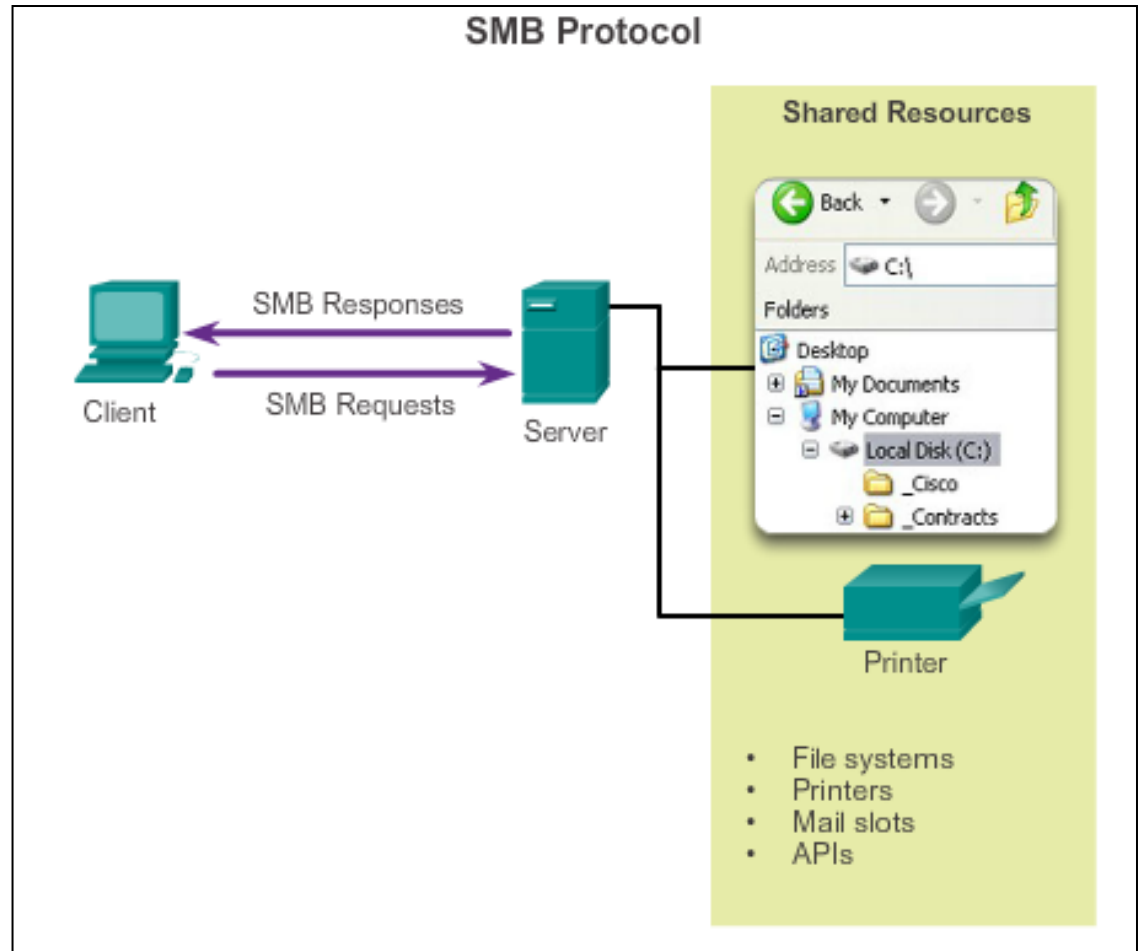 SMB Protocol
Shared Resources
Back
Address C:\
Folders
Desktop
My Documents
My Computer
Local Disk (C:)
_Cisco
_Contracts
SMB Responses
SMB Requests
Client
Server
Printer
• File systems
• Printers
• Mail slots
• APIs